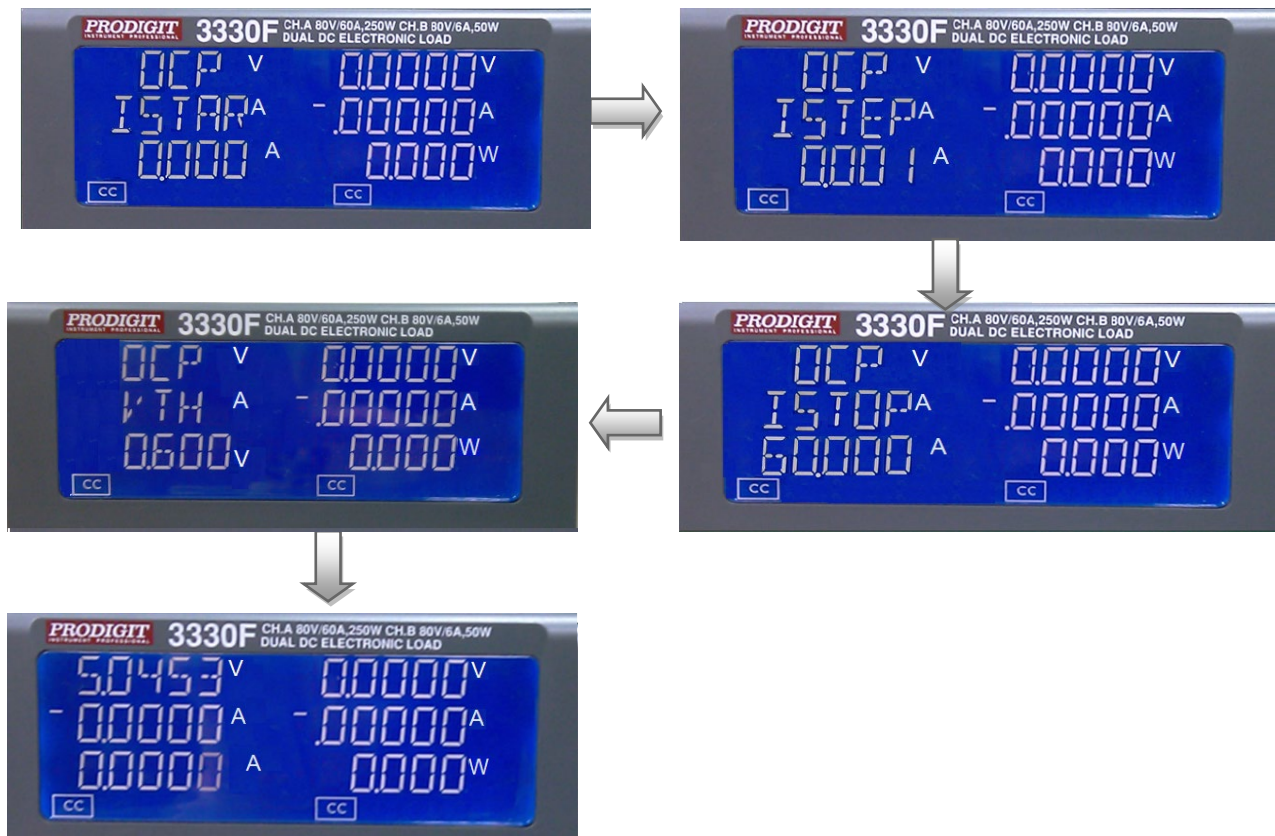 PRODIGIT
INSTRUMENT PROFESSIONAL
3330F
CH.A 80V/60A,250W CH.B 80V/6A,50W
DUAL DC ELECTRONIC LOAD
OCP V 0.0000 V
ISTAR A - .00000 A
0.000 A 0.000 W
CC CC
PRODIGIT
INSTRUMENT PROFESSIONAL
3330F
CH.A 80V/60A,250W CH.B 80V/6A,50W
DUAL DC ELECTRONIC LOAD
OCP V 0.0000 V
ISTEP A - .00000 A
0.001 A 0.000 W
CC CC
PRODIGIT
INSTRUMENT PROFESSIONAL
3330F
CH.A 80V/60A,250W CH.B 80V/6A,50W
DUAL DC ELECTRONIC LOAD
OCP V 0.0000 V
ISTOP A - .00000 A
60.000 A 0.000 W
CC CC
PRODIGIT
INSTRUMENT PROFESSIONAL
3330F
CH.A 80V/60A,250W CH.B 80V/6A,50W
DUAL DC ELECTRONIC LOAD
OCP V 0.0000 V
VTH A - .00000 A
0.600 V 0.000 W
CC CC
PRODIGIT
INSTRUMENT PROFESSIONAL
3330F
CH.A 80V/60A,250W CH.B 80V/6A,50W
DUAL DC ELECTRONIC LOAD
5.0453 V 0.0000 V
- 0.0000 A - .00000 A
0.0000 A 0.000 W
CC CC